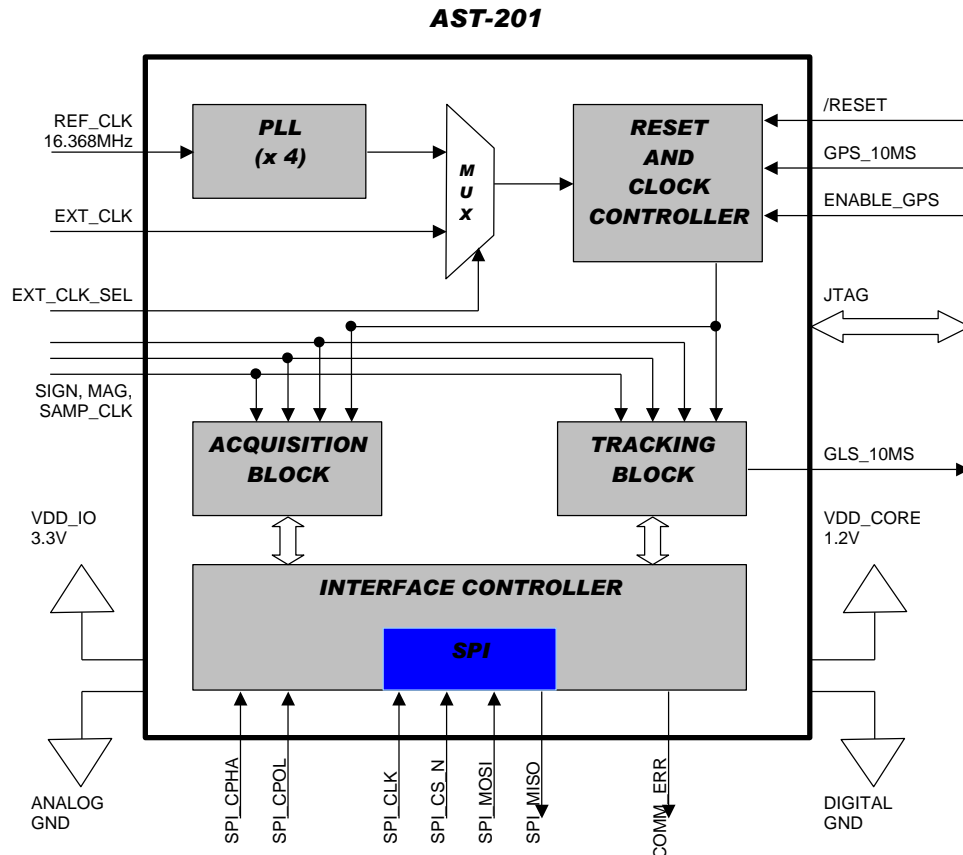 AST-201
REF_CLK
16.368MHz
PLL
(x 4)
EXT_CLK
EXT_CLK_SEL
MUX
RESET
AND
CLOCK
CONTROLLER
/RESET
GPS_10MS
ENABLE_GPS
JTAG
SIGN, MAG,
SAMP_CLK
ACQUISITION
BLOCK
TRACKING
BLOCK
GLS_10MS
VDD_IO
3.3V
VDD_CORE
1.2V
INTERFACE CONTROLLER
SPI
ANALOG
GND
SPI_CPHA
SPI_CPOL
SPI_CLK
SPI_CS_N
SPI_MOSI
SPI_MISO
COMM_ERR
DIGITAL
GND